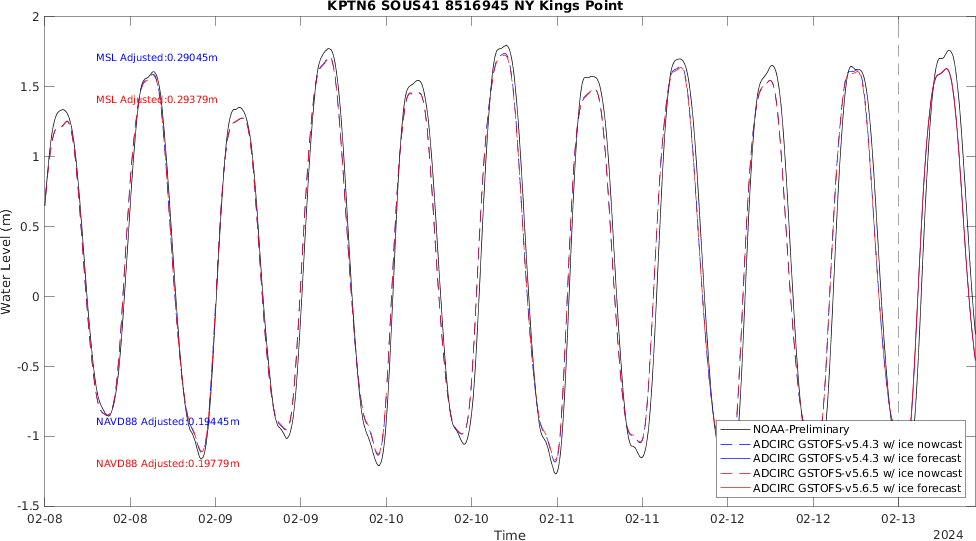 KPTN6 SOUS41 8516945 NY Kings Point
MSL Adjusted:0.29045m
MSL Adjusted:0.29379m
NAVD88 Adjusted:0.19445m
NAVD88 Adjusted:0.19779m
Water Level (m)
2
1.5
1
0.5
0
-0.5
-1
-1.5
NOAA-Preliminary
ADCIRC GSTOFS-v5.4.3 w/ ice nowcast
ADCIRC GSTOFS-v5.4.3 w/ ice forecast
ADCIRC GSTOFS-v5.6.5 w/ ice nowcast
ADCIRC GSTOFS-v5.6.5 w/ ice forecast
02-08 02-08 02-09 02-09 02-10 02-10 02-11 02-11 02-12 02-12 02-13
Time
2024